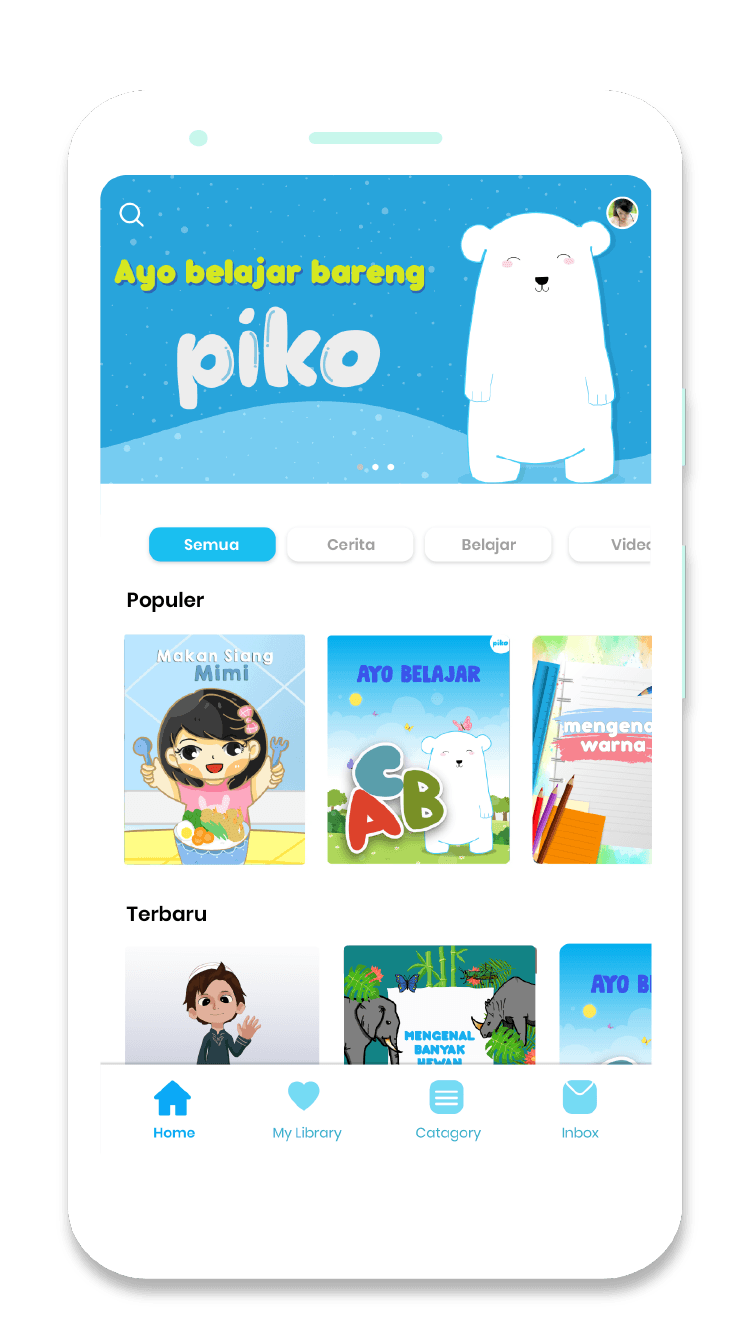 Ayo belajar bareng
piko
Semua
Cerita
Belajar
Video
Populer
Makan Siang
Mimi
piko
AYO BELAJAR
C
A B
mengena
warna
Terbaru
MENGENAL
BANYAK
HEWAN
AYO B
Home
My Library
Catagory
Inbox